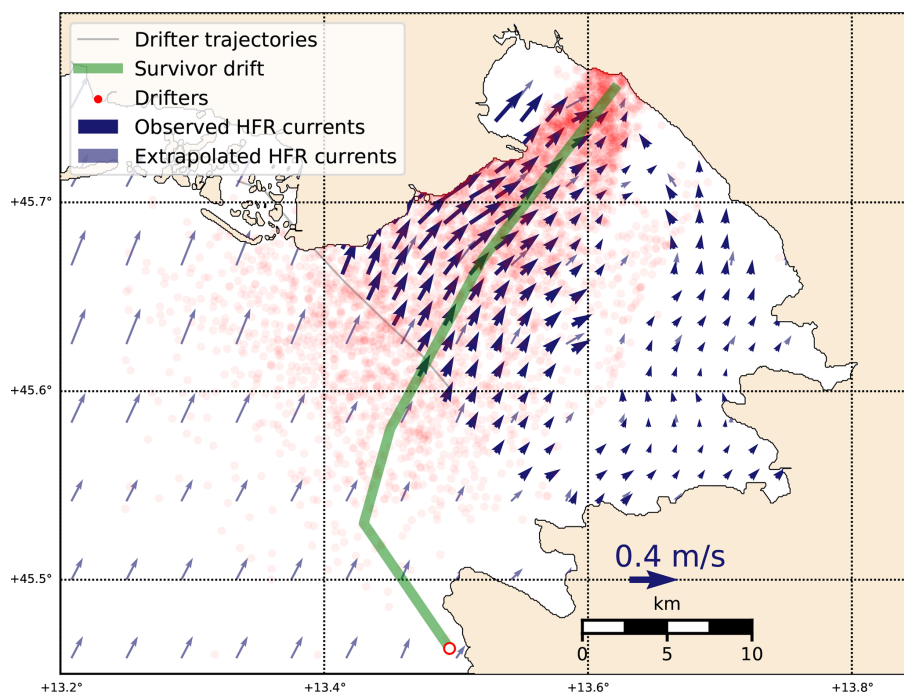 Drifter trajectories
Survivor drift
Drifters
Observed HFR currents
Extrapolated HFR currents
+45.7°
+45.6°
+45.5°
0.4 m/s
km
0 5 10
+13.2° +13.4° +13.6° +13.8°